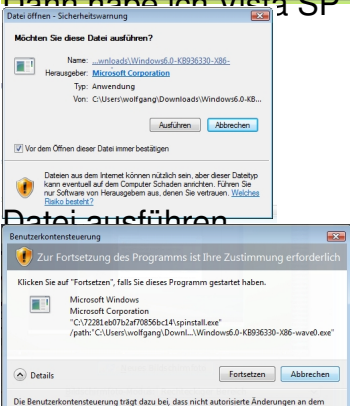 Dann habe ich Vista SP
Datei öffnen - Sicherheitswarnung
Möchten Sie diese Datei ausführen?
Name: ...wnloads\Windows6.0-KB936330-X86-
Herausgeber: Microsoft Corporation
Typ: Anwendung
Von: C:\Users\wolfgang\Downloads\Windows6.0-KB...
Ausführen Abbrechen
Vor dem Öffnen dieser Datei immer bestätigen
Dateien aus dem Internet können nützlich sein, aber dieser Dateityp
kann eventuell auf dem Computer Schaden anrichten. Führen Sie
nur Software von Herausgebern aus, denen Sie vertrauen. Welches
Risiko besteht?
Datei ausführen
Benutzerkontensteuerung
Zur Fortsetzung des Programms ist Ihre Zustimmung erforderlich
Klicken Sie auf "Fortsetzen", falls Sie dieses Programm gestartet haben.
Microsoft Windows
Microsoft Corporation
"C:\72281eb07b2af70856bc14\spinstall.exe"
/path:"C:\Users\wolfgang\Downl...\Windows6.0-KB936330-X86-wave0.exe"
Details
Fortsetzen Abbrechen
Die Benutzerkontensteuerung trägt dazu bei, dass nicht autorisierte Änderungen an dem